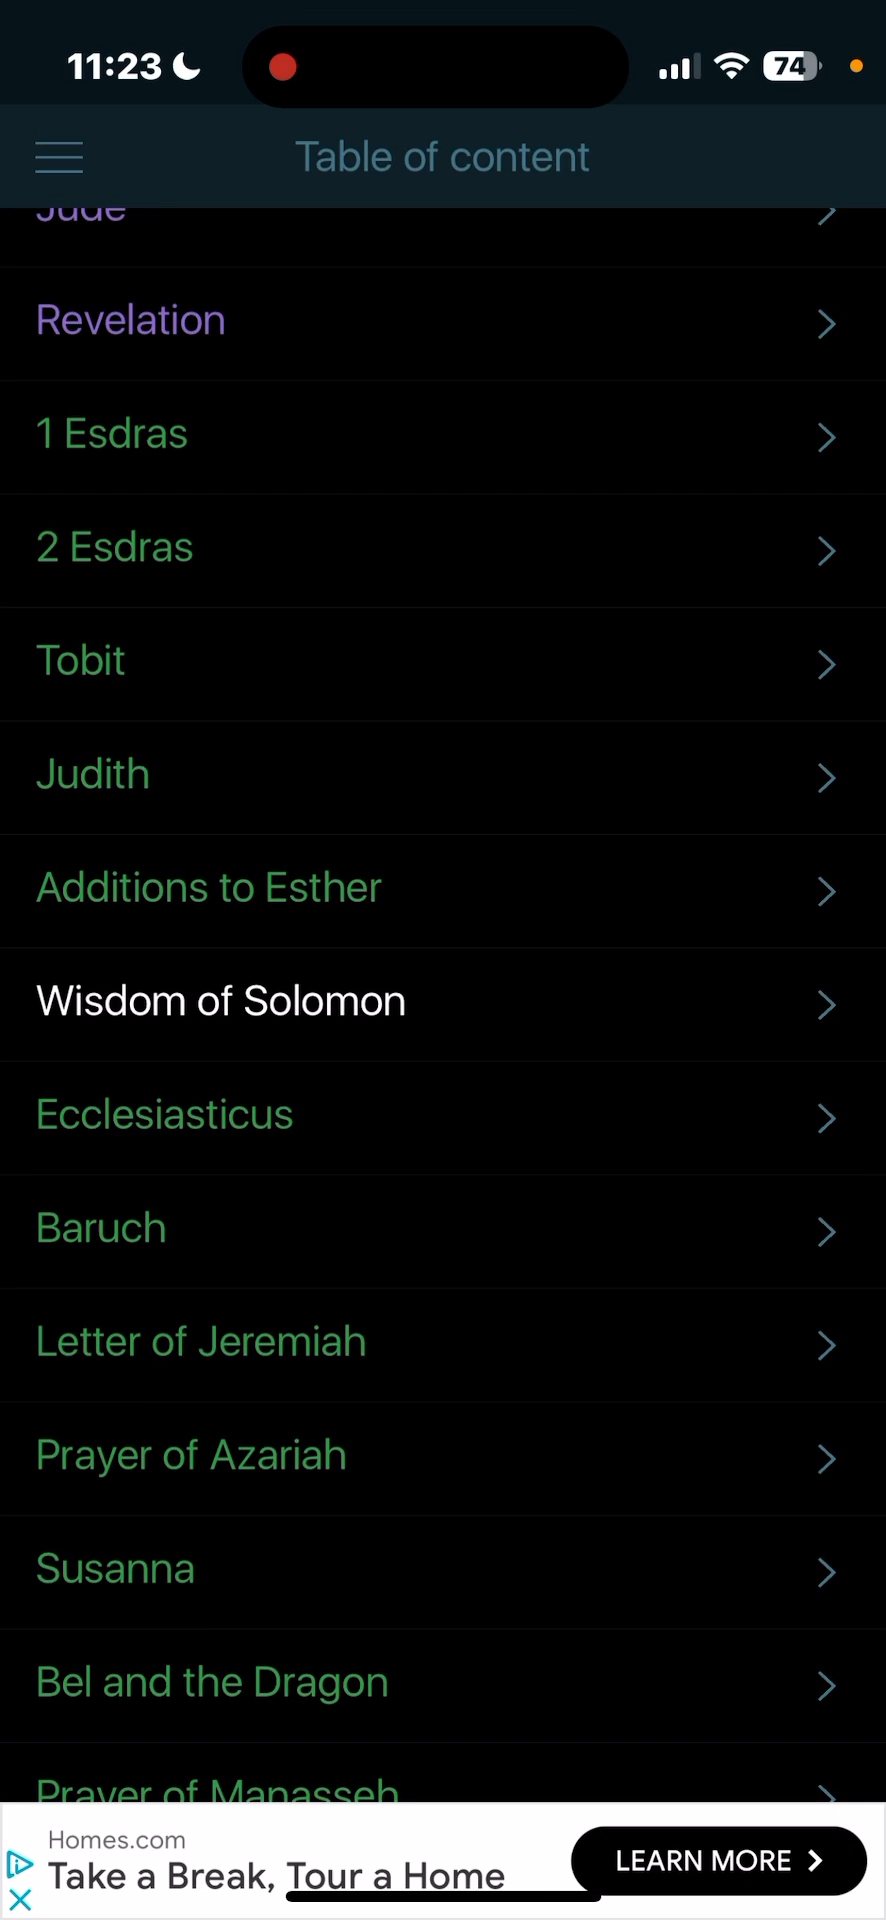 11:23
74
Table of content
Jude
Revelation
1 Esdras
2 Esdras
Tobit
Judith
Additions to Esther
Wisdom of Solomon
Ecclesiasticus
Baruch
Letter of Jeremiah
Prayer of Azariah
Susanna
Bel and the Dragon
Prayer of Manasseh
Homes.com
Take a Break, Tour a Home
LEARN MORE